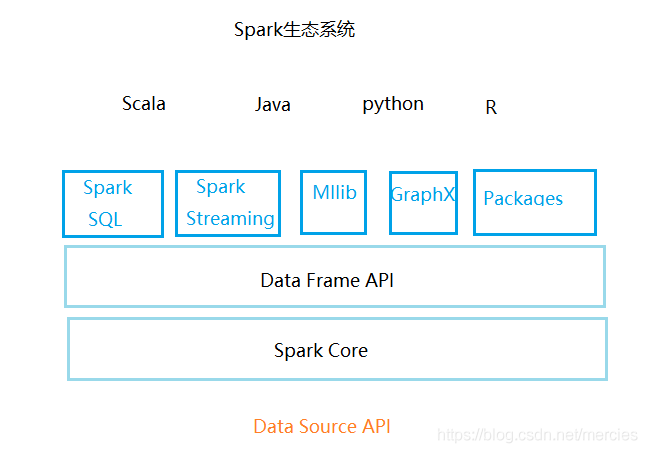 Spark生态系统
Scala Java python R
Spark SQL
Spark Streaming
MIlib
GraphX
Packages
Data Frame API
Spark Core
Data Source API
https://blog.csdn.net/mercies